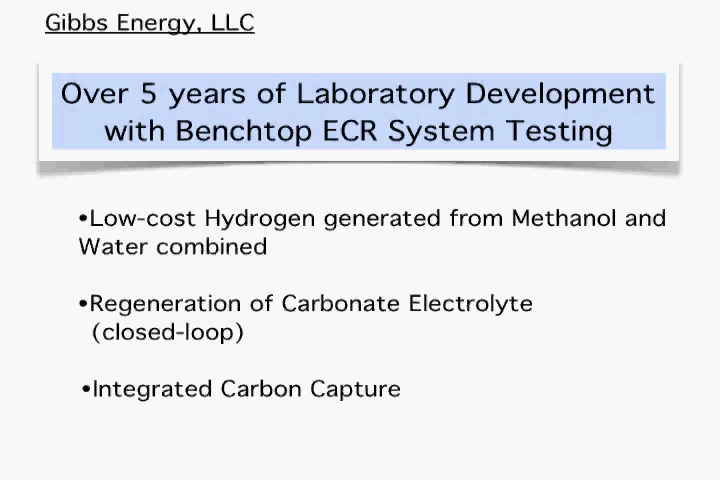 Gibbs Energy, LLC
Over 5 years of Laboratory Development
with Benchtop ECR System Testing
•Low-cost Hydrogen generated from Methanol and
Water combined
•Regeneration of Carbonate Electrolyte
(closed-loop)
•Integrated Carbon Capture